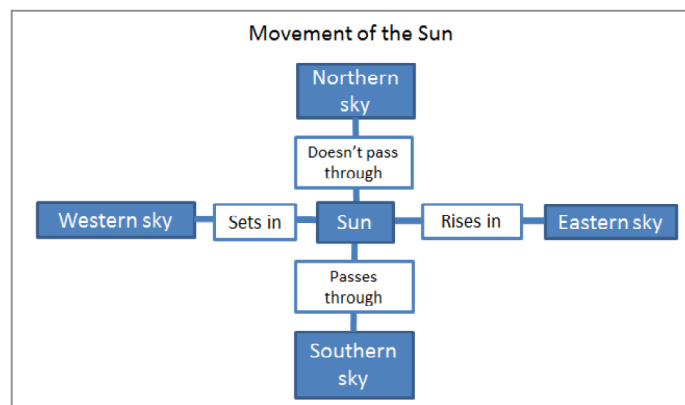 Movement of the Sun
Northern
sky
Doesn't pass
through
Western sky
Sets in
Sun
Rises in
Eastern sky
Passes
through
Southern
sky